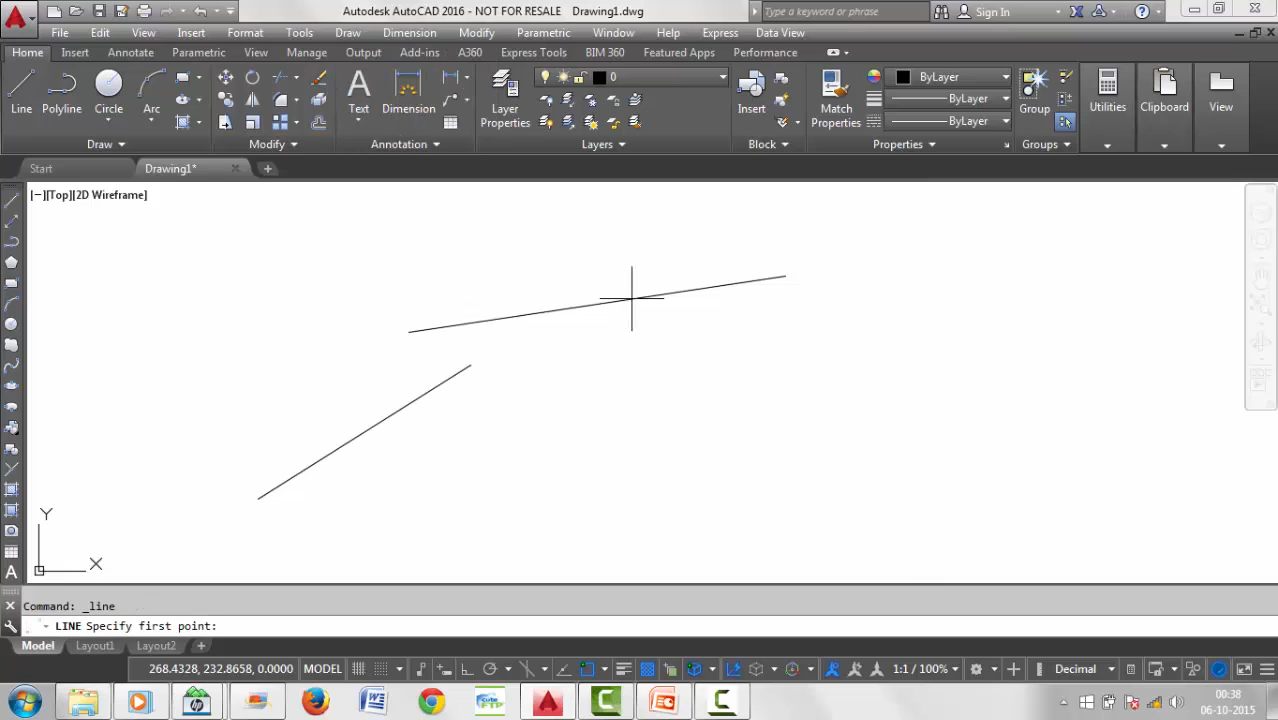 Autodesk AutoCAD 2016 - NOT FOR RESALE Drawing1.dwg
Type a keyword or phrase
Sign In
File Edit View Insert Format Tools Draw Dimension Modify Parametric Window Help Express Data View
Home Insert Annotate Parametric View Manage Output Add-ins A360 Express Tools BIM 360 Featured Apps Performance
Line Polyline Circle Arc
Text Dimension
Layer Properties
0
Insert
Match Properties
ByLayer
ByLayer
ByLayer
Group
Utilities
Clipboard
View
Draw Modify Annotation Layers Block Properties Groups
Start Drawing1*
[−][Top][2D Wireframe]
Y
X
A
Command: _line
LINE Specify first point:
Model Layout1 Layout2
268.4328, 232.8658, 0.0000 MODEL 1:1 / 100% Decimal
00:38
06-10-2015